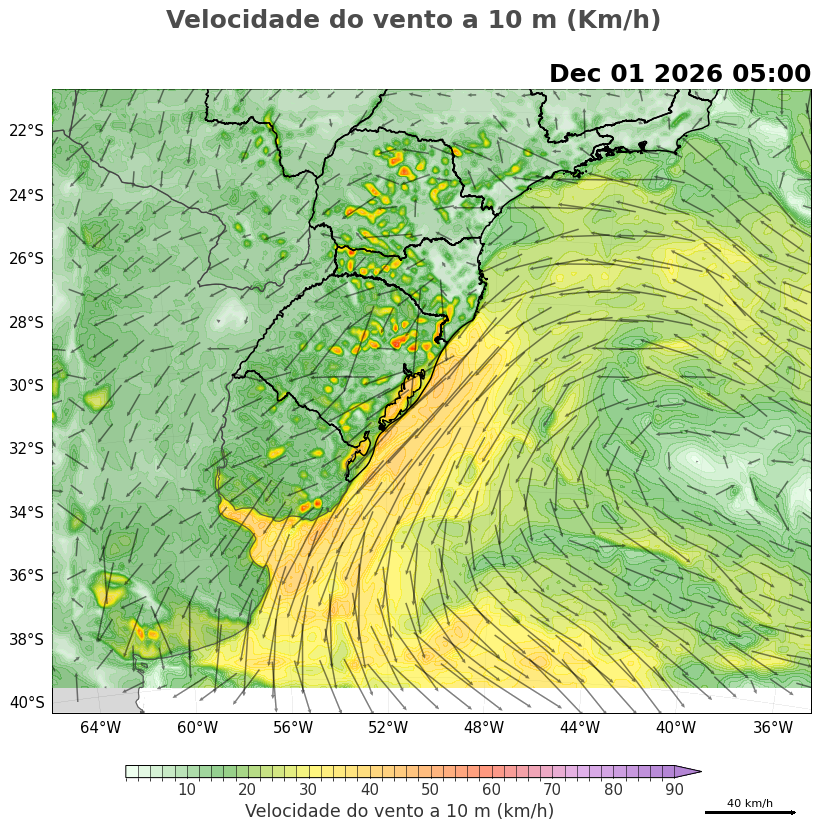 Velocidade do vento a 10 m (Km/h)
Dec 01 2026 05:00
22°S
24°S
26°S
28°S
30°S
32°S
34°S
36°S
38°S
40°S
64°W 60°W 56°W 52°W 48°W 44°W 40°W 36°W
10 20 30 40 50 60 70 80 90
Velocidade do vento a 10 m (km/h)
40 km/h